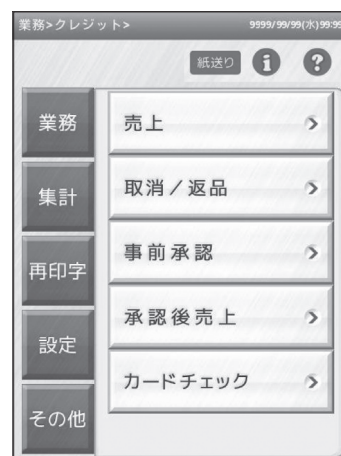 業務>クレジット> 9999/99/99(水)99:99
紙送り i ?
業務
集計
再印字
設定
その他
売上
取消／返品
事前承認
承認後売上
カードチェック